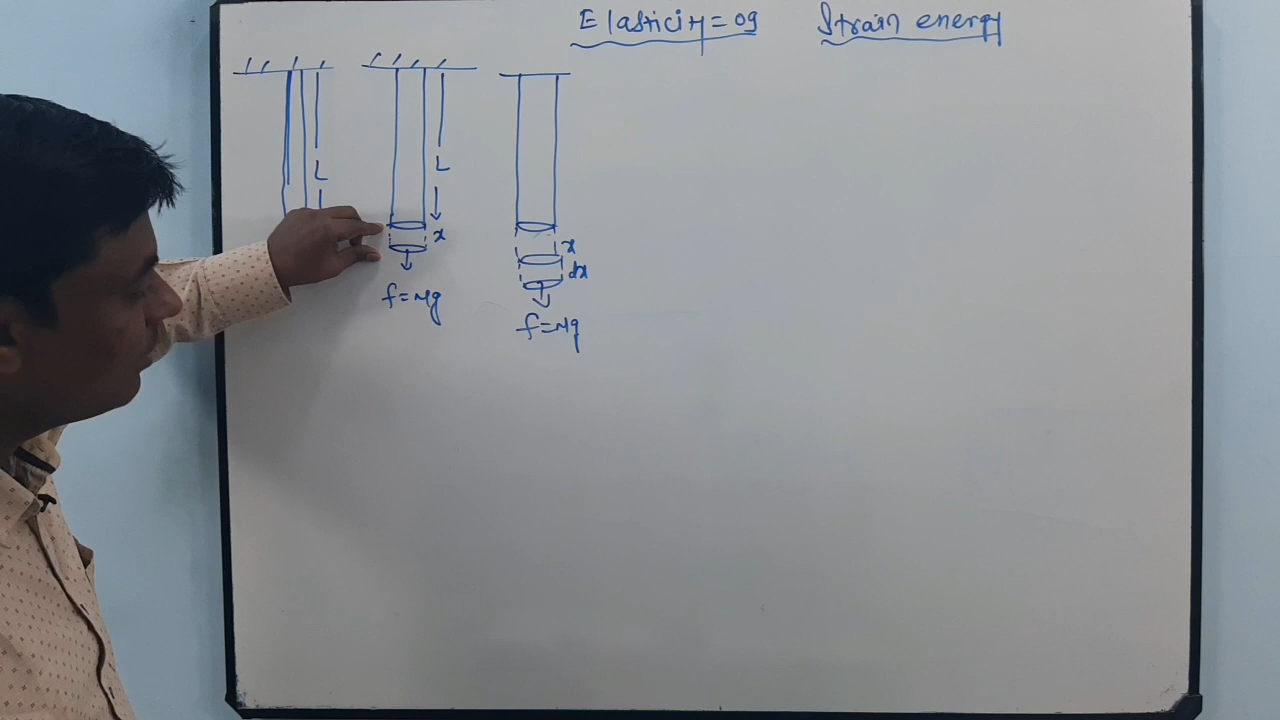 Elasticity = 09
Strain energy
L
L
x
f = Mg
x
dx
f = Mg